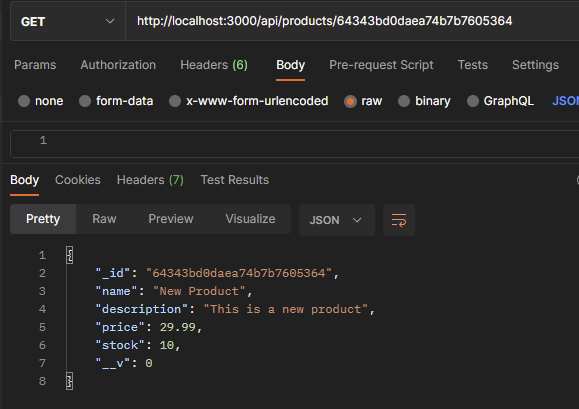 GET http://localhost:3000/api/products/64343bd0daea74b7b7605364
Params Authorization Headers (6) Body Pre-request Script Tests Settings
none form-data x-www-form-urlencoded raw binary GraphQL JSON
1
Body Cookies Headers (7) Test Results
Pretty Raw Preview Visualize JSON
1 {
2 "_id": "64343bd0daea74b7b7605364",
3 "name": "New Product",
4 "description": "This is a new product",
5 "price": 29.99,
6 "stock": 10,
7 "__v": 0
8 }